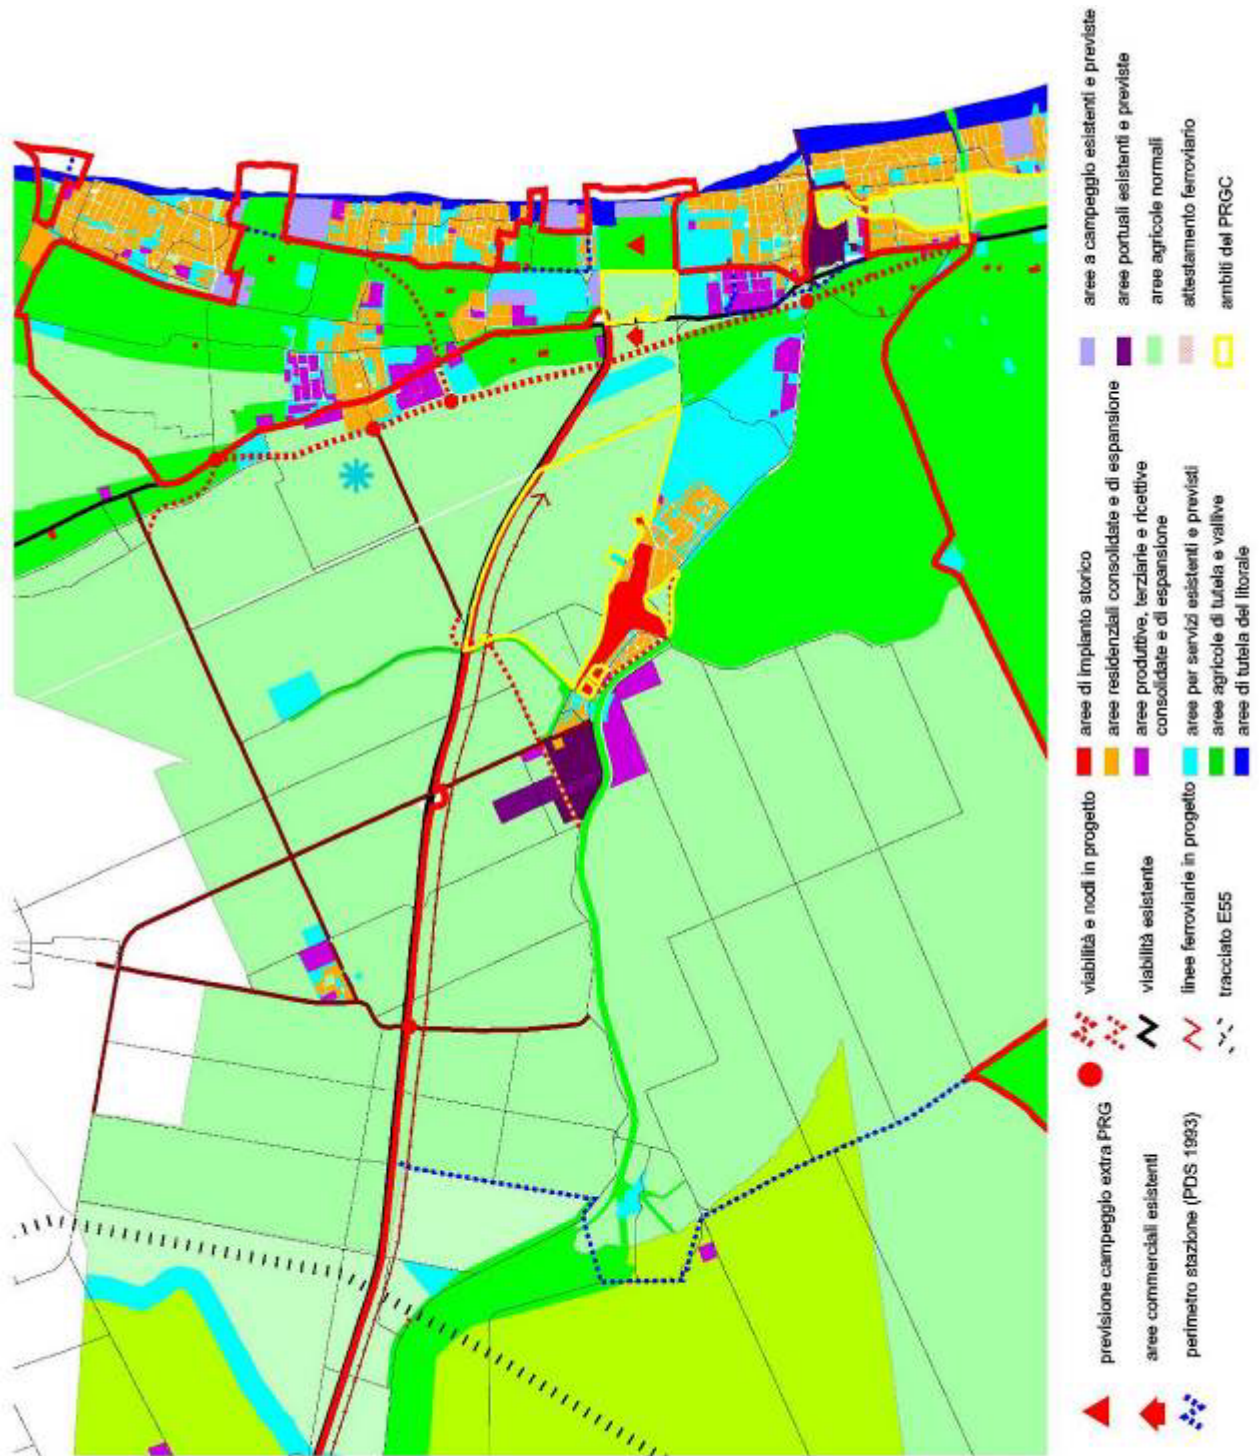 previsione campeggio extra PRG
aree commerciali esistenti
perimetro stazione (PDS 1993)
viabilità e nodi in progetto
viabilità esistente
linee ferroviarie in progetto
tracciato E55
aree di impianto storico
aree residenziali consolidate e di espansione
aree produttive, terziarie e ricettive
consolidate e di espansione
aree per servizi esistenti e previsti
aree agricole di tutela e vallive
aree di tutela del litorale
aree a campeggio esistenti e previste
aree portuali esistenti e previste
aree agricole normali
attestamento ferroviario
ambiti del PRGC